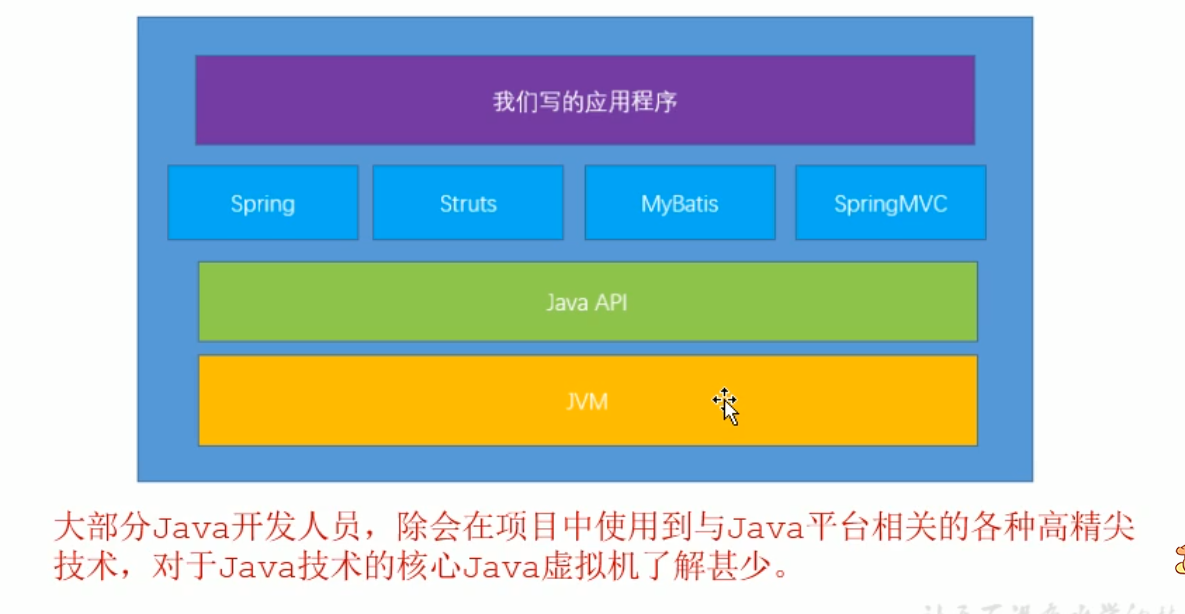 我们写的应用程序
Spring
Struts
MyBatis
SpringMVC
Java API
JVM
大部分Java开发人员，除会在项目中使用到与Java平台相关的各种高精尖
技术，对于Java技术的核心Java虚拟机了解甚少。